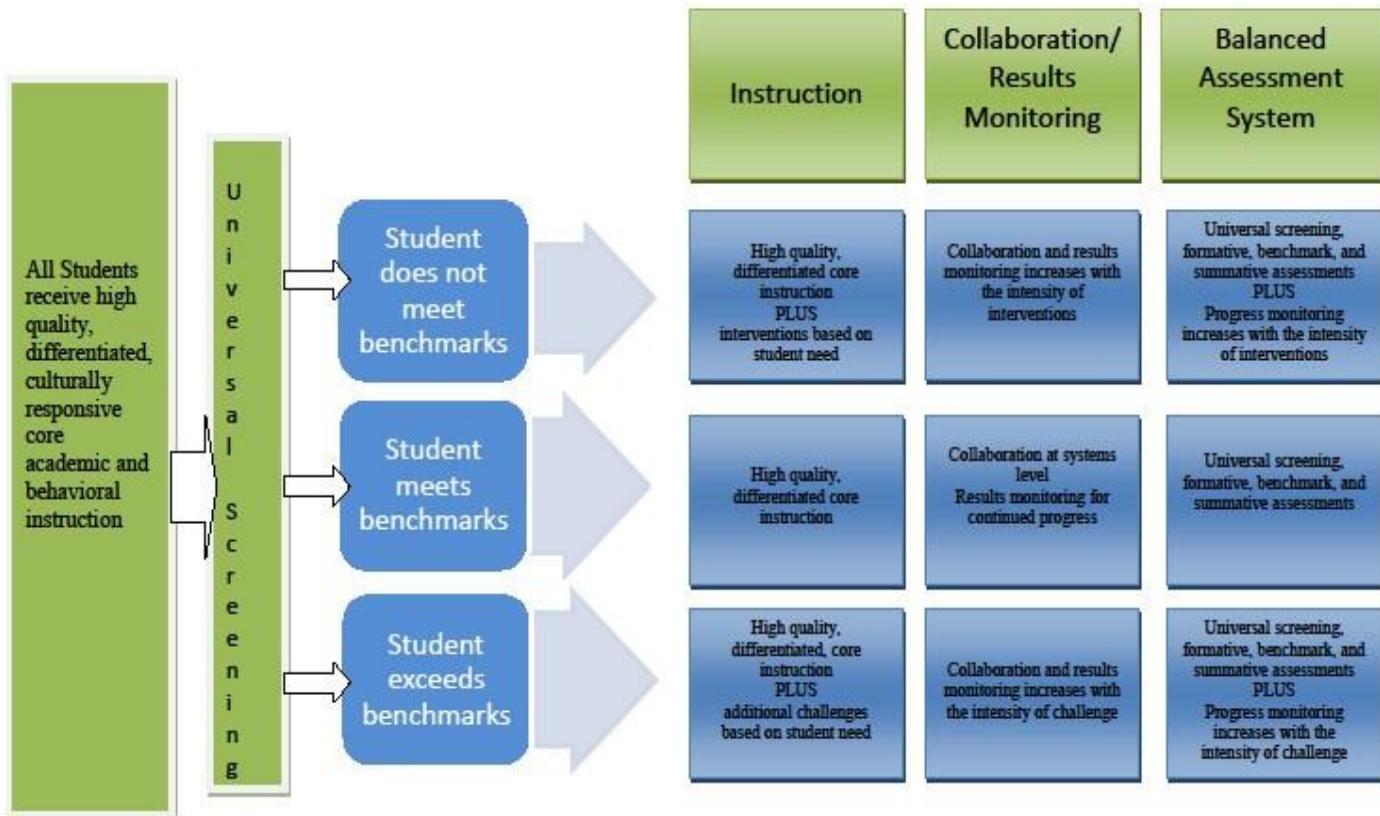 All Students
receive high
quality,
differentiated,
culturally
responsive
core
academic and
behavioral
instruction
Universal Screening
Student
does not
meet
benchmarks
Student
meets
benchmarks
Student
exceeds
benchmarks
Instruction
Collaboration/
Results
Monitoring
Balanced
Assessment
System
High quality,
differentiated core
instruction
PLUS
interventions based on
student need
Collaboration and results
monitoring increases with
the intensity of
interventions
Universal screening,
formative, benchmark, and
summative assessments
PLUS
Progress monitoring
increases with the intensity
of interventions
High quality,
differentiated core
instruction
Collaboration at systems
level
Results monitoring for
continued progress
Universal screening,
formative, benchmark, and
summative assessments
High quality,
differentiated, core
instruction
PLUS
additional challenges
based on student need
Collaboration and results
monitoring increases with
the intensity of challenge
Universal screening,
formative, benchmark, and
summative assessments
PLUS
Progress monitoring
increases with the
intensity of challenge